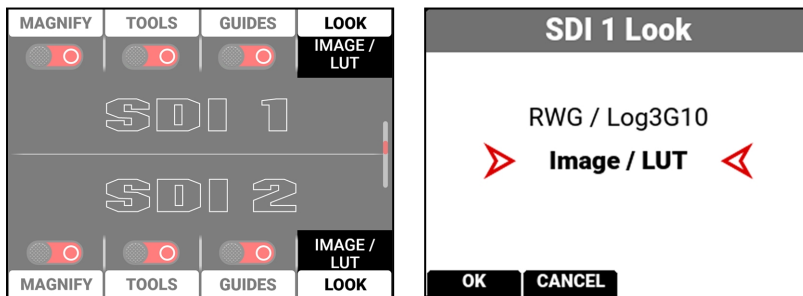 MAGNIFY TOOLS GUIDES LOOK
IMAGE /
LUT
SDI 1
SDI 2
IMAGE /
LUT
MAGNIFY TOOLS GUIDES LOOK
SDI 1 Look
RWG / Log3G10
Image / LUT
OK CANCEL